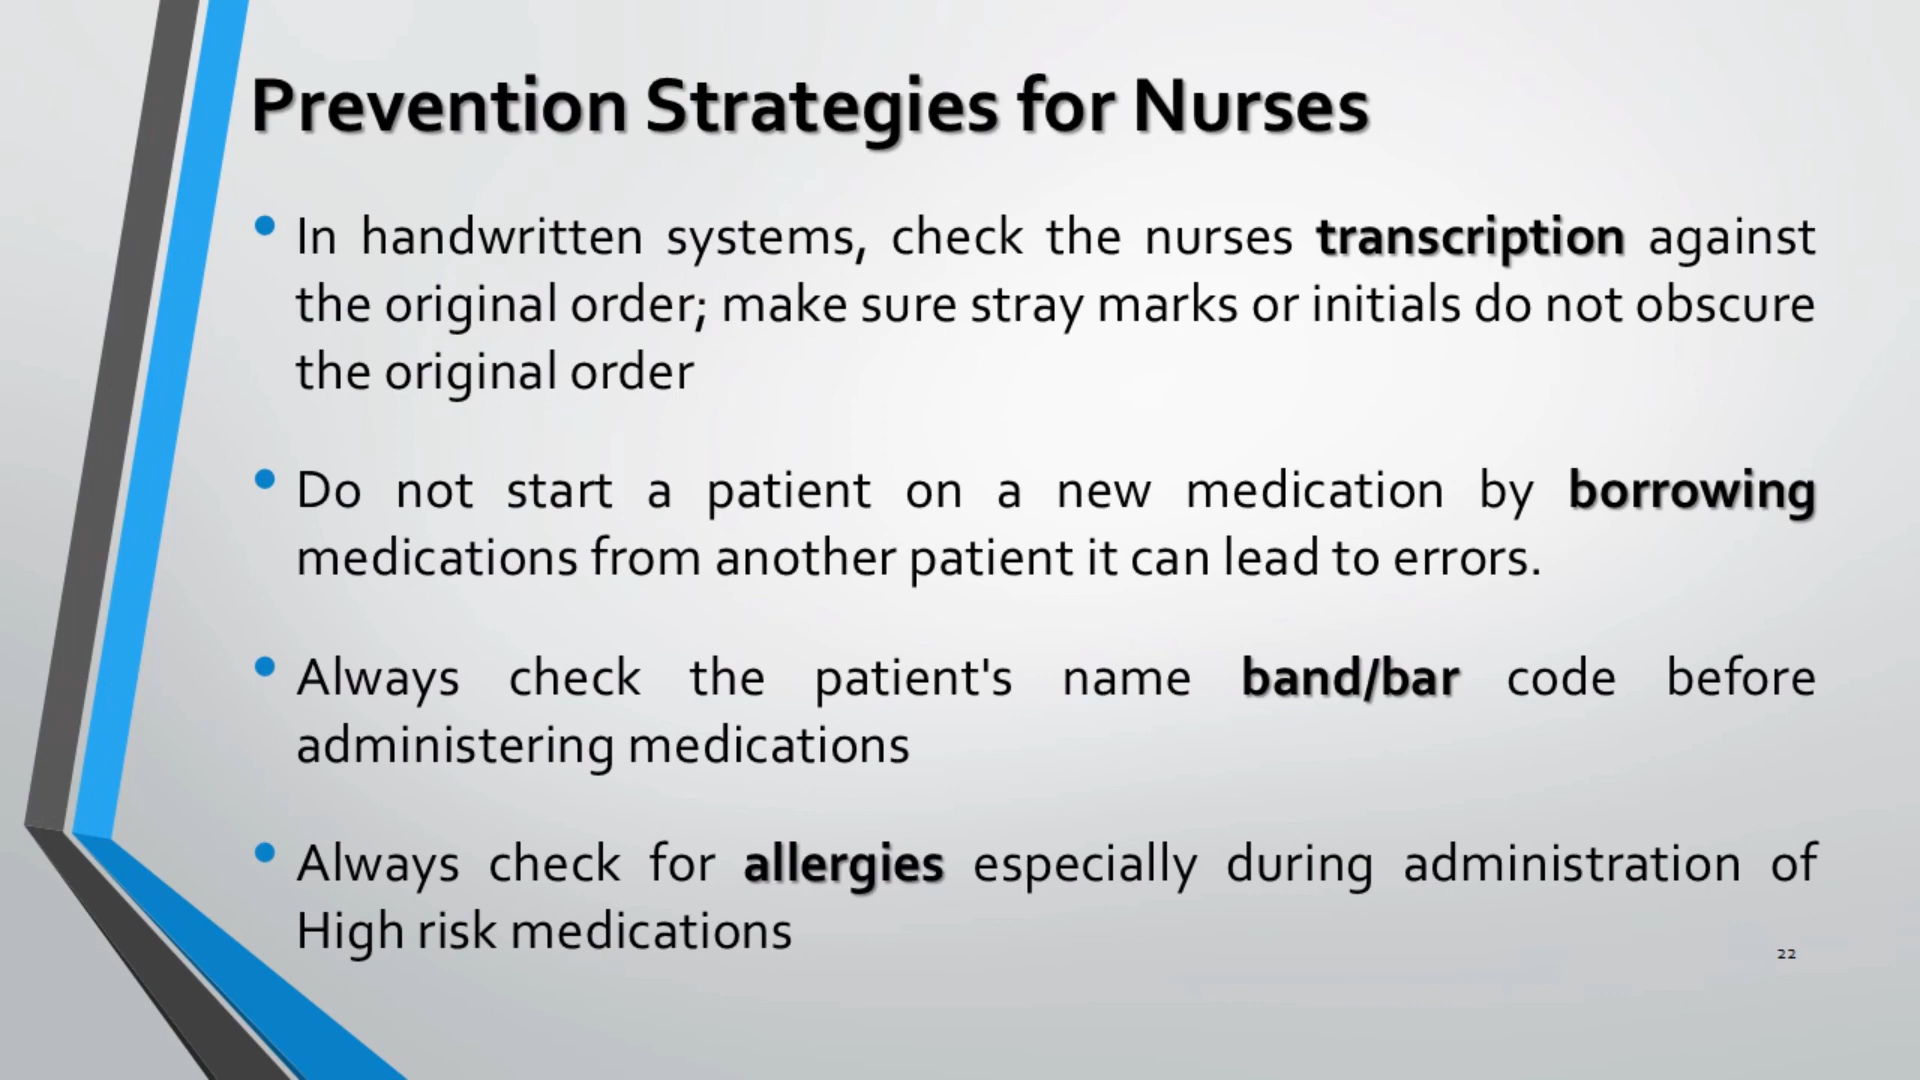 Prevention Strategies for Nurses
• In handwritten systems, check the nurses transcription against
the original order; make sure stray marks or initials do not obscure
the original order
• Do not start a patient on a new medication by borrowing
medications from another patient it can lead to errors.
• Always check the patient's name band/bar code before
administering medications
• Always check for allergies especially during administration of
High risk medications
22